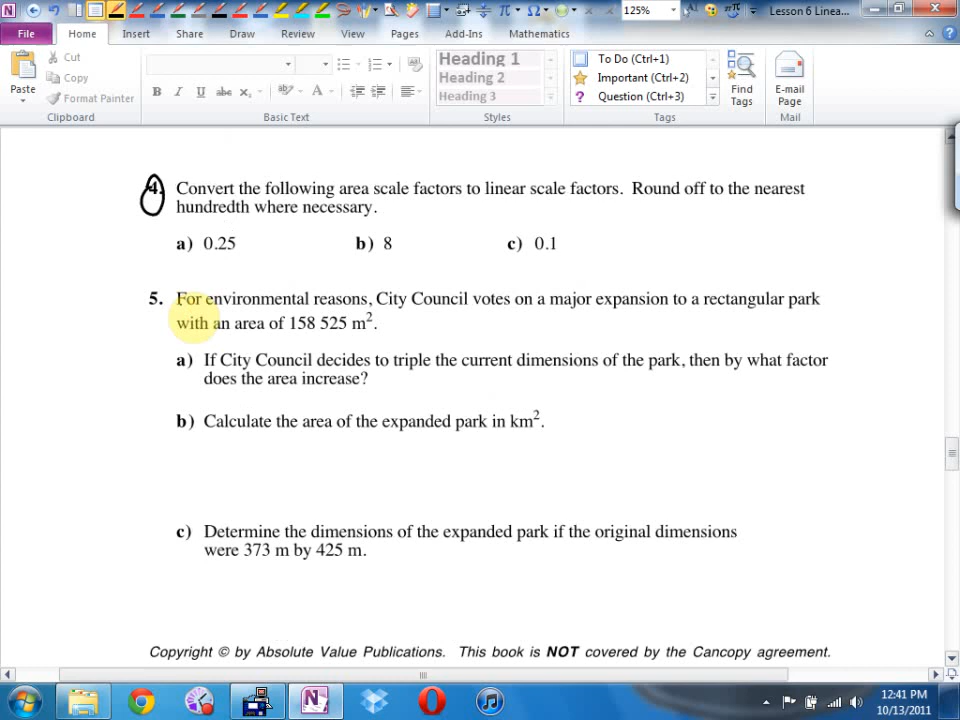 125%
Lesson 6 Linea...
File Home Insert Share Draw Review View Pages Add-Ins Mathematics
Paste
Cut
Copy
Format Painter
Clipboard
B I U abc X₂
Basic Text
Heading 1
Heading 2
Heading 3
Styles
To Do (Ctrl+1)
Important (Ctrl+2)
? Question (Ctrl+3)
Tags
Find
Tags
E-mail
Page
Mail
4. Convert the following area scale factors to linear scale factors. Round off to the nearest
hundredth where necessary.
a) 0.25 b) 8 c) 0.1
5. For environmental reasons, City Council votes on a major expansion to a rectangular park
with an area of 158 525 m².
a) If City Council decides to triple the current dimensions of the park, then by what factor
does the area increase?
b) Calculate the area of the expanded park in km².
c) Determine the dimensions of the expanded park if the original dimensions
were 373 m by 425 m.
Copyright © by Absolute Value Publications. This book is NOT covered by the Cancopy agreement.
12:41 PM
10/13/2011